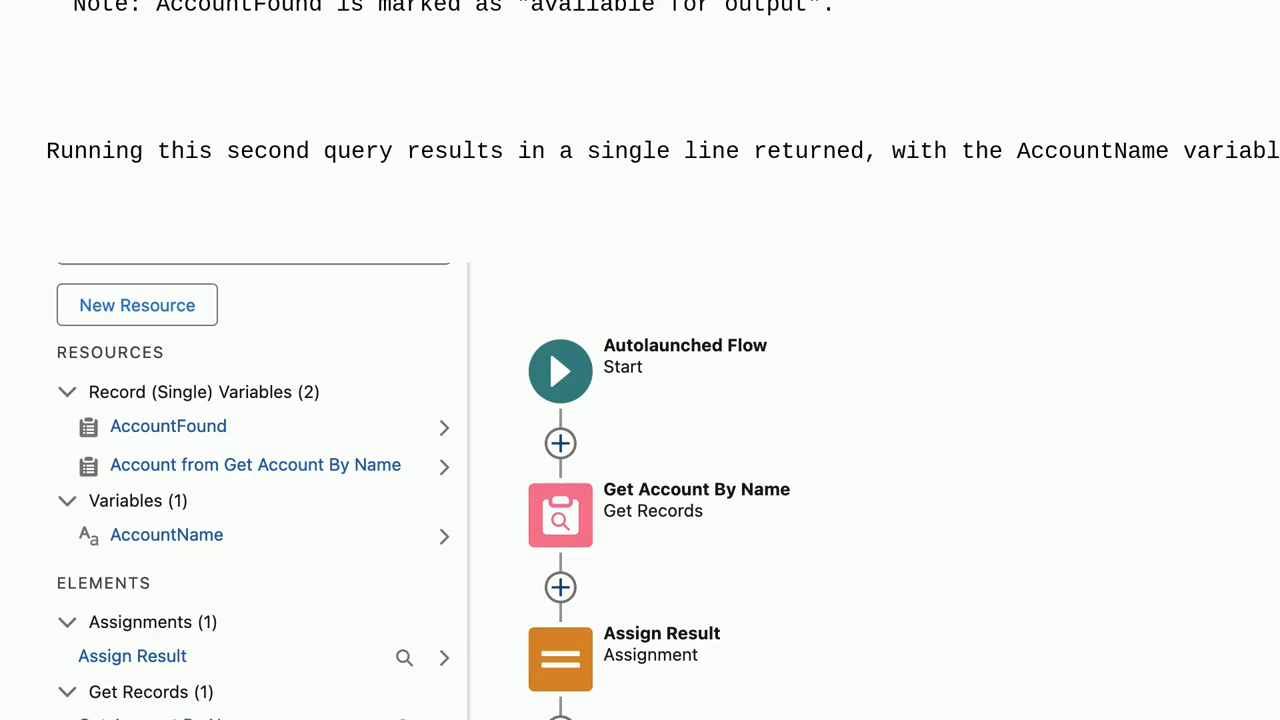 Note: AccountFound is marked as "available for output".
Running this second query results in a single line returned, with the AccountName
New Resource
RESOURCES
Record (Single) Variables (2)
AccountFound
Account from Get Account By Name
Variables (1)
Aa AccountName
ELEMENTS
Assignments (1)
Assign Result
Get Records (1)
Autolaunched Flow
Start
Get Account By Name
Get Records
Assign Result
Assignment